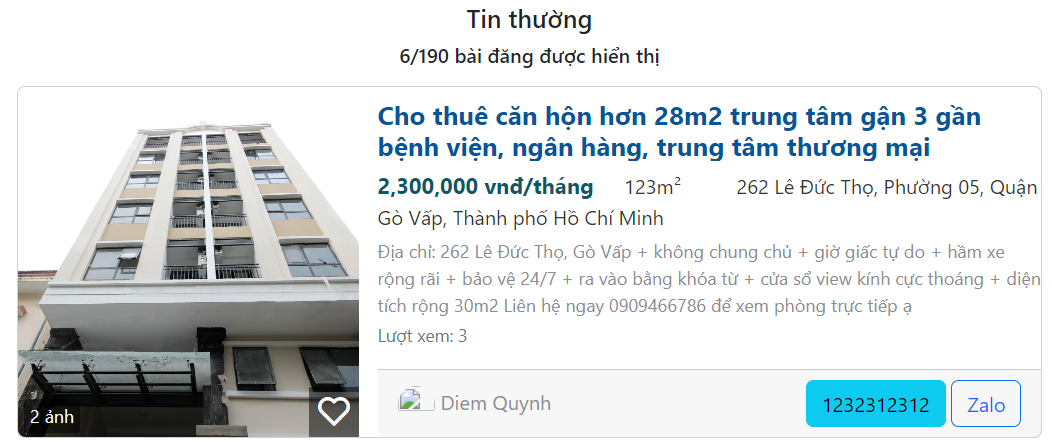 Tin thường
6/190 bài đăng được hiển thị
Cho thuê căn hộn hơn 28m2 trung tâm gận 3 gần
bệnh viện, ngân hàng, trung tâm thương mại
2,300,000 vnđ/tháng 123m² 262 Lê Đức Thọ, Phường 05, Quận
Gò Vấp, Thành phố Hồ Chí Minh
Địa chỉ: 262 Lê Đức Thọ, Gò Vấp + không chung chủ + giờ giấc tự do + hầm xe
rộng rãi + bảo vệ 24/7 + ra vào bằng khóa từ + cửa sổ view kính cực thoáng + diện
tích rộng 30m2 Liên hệ ngay 0909466786 để xem phòng trực tiếp ạ
Lượt xem: 3
2 ảnh
Diem Quynh
1232312312
Zalo